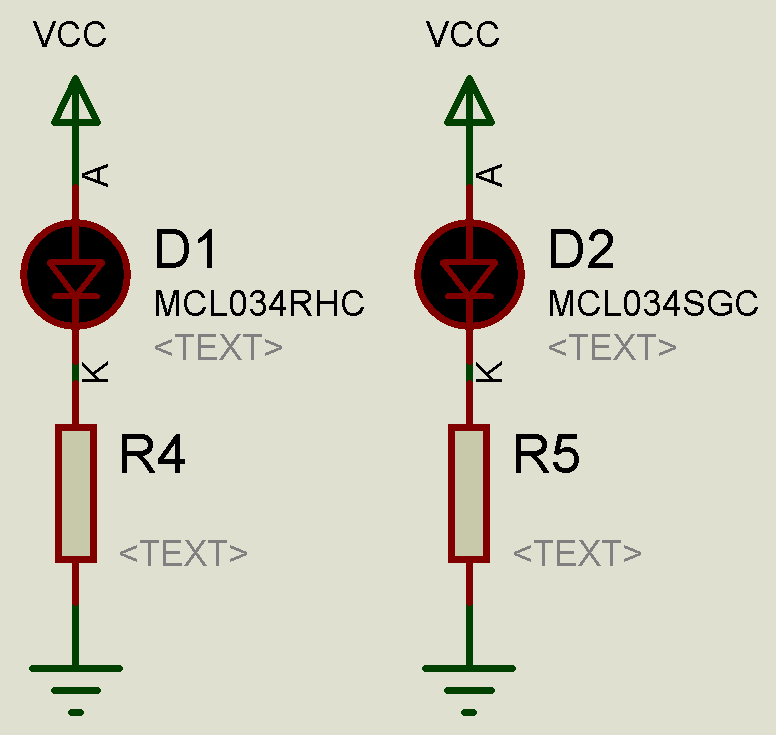 VCC
A
D1
MCL034RHC
<TEXT>
K
R4
<TEXT>
VCC
A
D2
MCL034SGC
<TEXT>
K
R5
<TEXT>